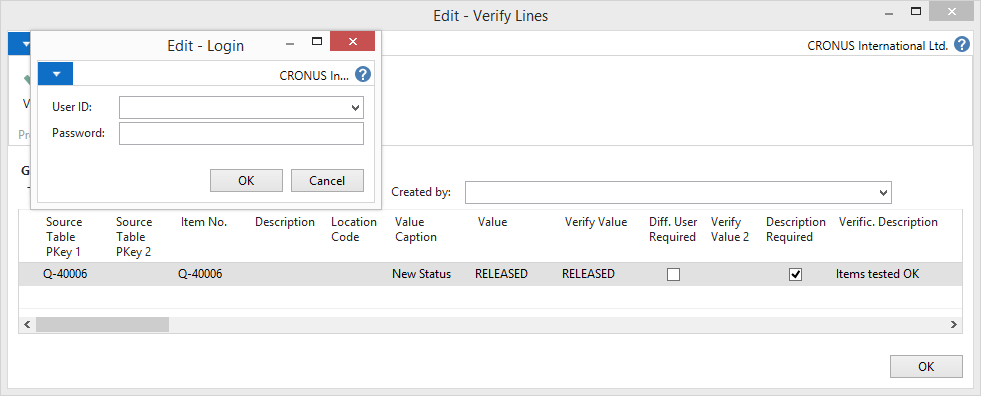 Edit - Verify Lines
CRONUS International Ltd.
Edit - Login
CRONUS In...
User ID:
Password:
OK
Cancel
V
Pr
G
Created by:
Source Table PKey 1
Source Table PKey 2
Item No.
Description
Location Code
Value Caption
Value
Verify Value
Diff. User Required
Verify Value 2
Description Required
Verific. Description
Q-40006
Q-40006
New Status
RELEASED
RELEASED
Items tested OK
OK